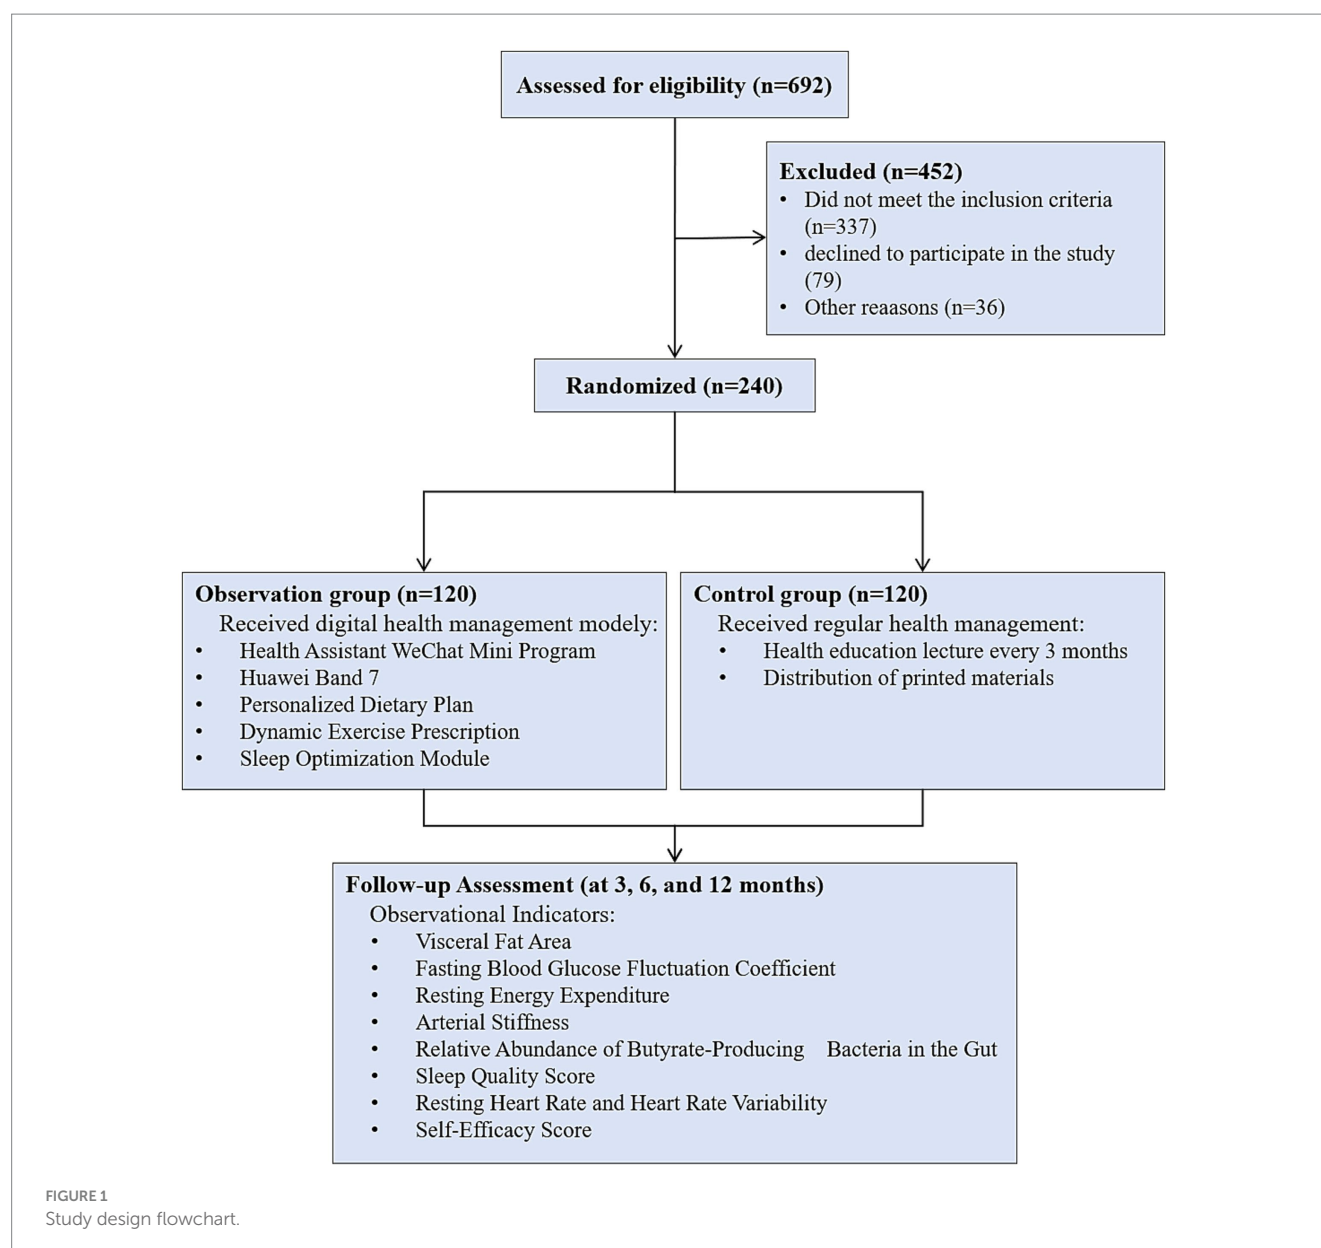 Assessed for eligibility (n=692)
Excluded (n=452)
• Did not meet the inclusion criteria
(n=337)
• declined to participate in the study
(79)
• Other reaasons (n=36)
Randomized (n=240)
Observation group (n=120)
Received digital health management modely:
• Health Assistant WeChat Mini Program
• Huawei Band 7
• Personalized Dietary Plan
• Dynamic Exercise Prescription
• Sleep Optimization Module
Control group (n=120)
Received regular health management:
• Health education lecture every 3 months
• Distribution of printed materials
Follow-up Assessment (at 3, 6, and 12 months)
Observational Indicators:
• Visceral Fat Area
• Fasting Blood Glucose Fluctuation Coefficient
• Resting Energy Expenditure
• Arterial Stiffness
• Relative Abundance of Butyrate-Producing Bacteria in the Gut
• Sleep Quality Score
• Resting Heart Rate and Heart Rate Variability
• Self-Efficacy Score
FIGURE 1
Study design flowchart.